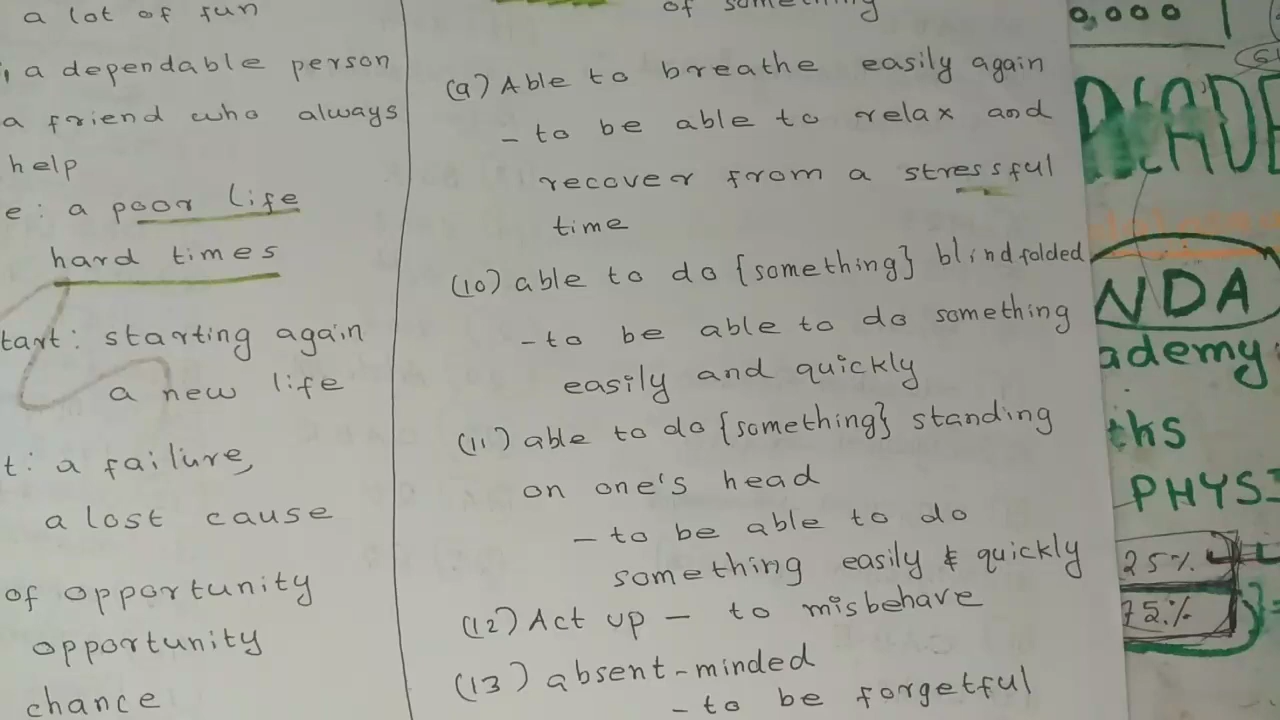 a lot of fun
a dependable person
a friend who always
help
e: a poor life
hard times
tart: starting again
a new life
t: a failure,
a lost cause
of opportunity
opportunity
chance
of something
(9) Able to breathe easily again
- to be able to relax and
recover from a stressful
time
(10) able to do {something} blindfolded
- to be able to do something
easily and quickly
(11) able to do {something} standing
on one's head
- to be able to do
something easily & quickly
(12) Act up - to misbehave
(13) absent-minded
- to be forgetful
0,000
ACADE
NDA
ademy
ths
PHYSI
25%
75%